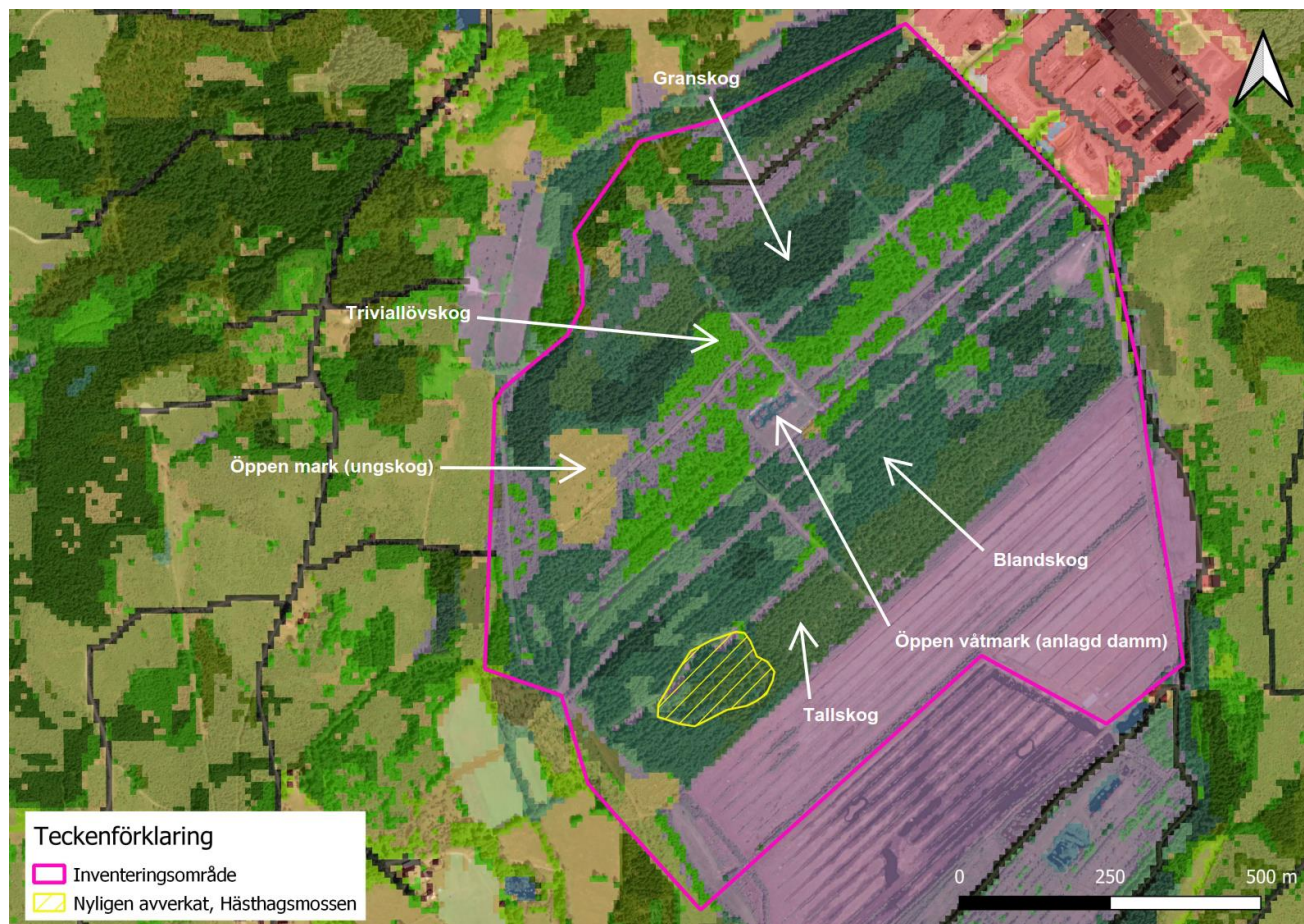 Granskog
Triviallövskog
Öppen mark (ungskog)
Blandskog
Öppen våtmark (anlagd damm)
Tallskog
Teckenförklaring
Inventeringsområde
Nyligen avverkat, Hästhagsmossen
0 250 500 m